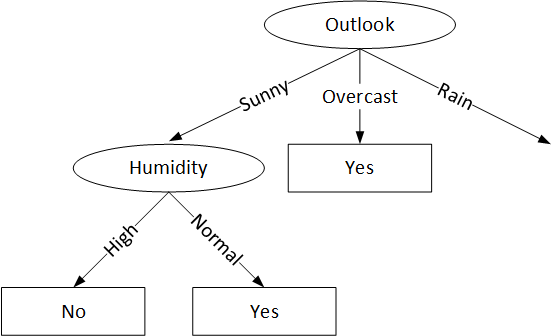 Outlook
Sunny
Overcast
Rain
Humidity
Yes
High
Normal
No
Yes